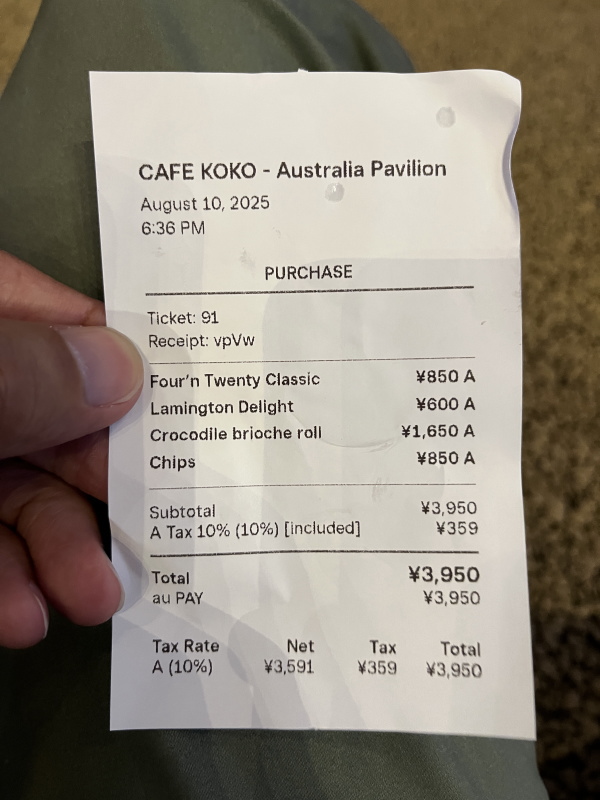 CAFE KOKO - Australia Pavilion
August 10, 2025
6:36 PM
PURCHASE
Ticket: 91
Receipt: vpVw
Four'n Twenty Classic ¥850 A
Lamington Delight ¥600 A
Crocodile brioche roll ¥1,650 A
Chips ¥850 A
Subtotal ¥3,950
A Tax 10% (10%) [included] ¥359
Total ¥3,950
au PAY ¥3,950
Tax Rate Net Tax Total
A (10%) ¥3,591 ¥359 ¥3,950